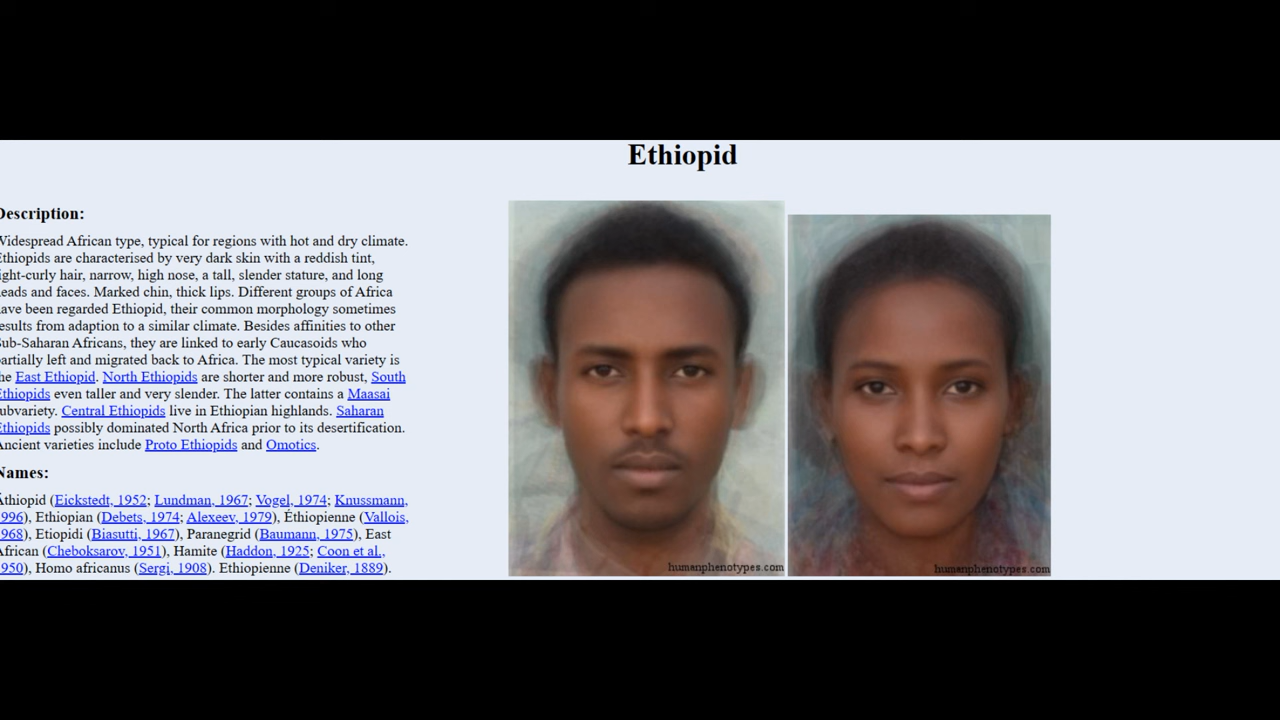 Ethiopid
Description:
Widespread African type, typical for regions with hot and dry climate.
Ethiopids are characterised by very dark skin with a reddish tint,
tight-curly hair, narrow, high nose, a tall, slender stature, and long
heads and faces. Marked chin, thick lips. Different groups of Africa
have been regarded Ethiopid, their common morphology sometimes
results from adaption to a similar climate. Besides affinities to other
Sub-Saharan Africans, they are linked to early Caucasoids who
partially left and migrated back to Africa. The most typical variety is
the East Ethiopid. North Ethiopids are shorter and more robust, South
Ethiopids even taller and very slender. The latter contains a Maasai
subvariety. Central Ethiopids live in Ethiopian highlands. Saharan
Ethiopids possibly dominated North Africa prior to its desertification.
Ancient varieties include Proto Ethiopids and Omotics.
Names:
Äthiopid (Eickstedt, 1952; Lundman, 1967; Vogel, 1974; Knussmann,
996), Ethiopian (Debets, 1974; Alexeev, 1979), Éthiopienne (Vallois,
968), Etiopidi (Biasutti, 1967), Paranegrid (Baumann, 1975), East
African (Cheboksarov, 1951), Hamite (Haddon, 1925; Coon et al.,
950), Homo africanus (Sergi, 1908). Ethiopienne (Deniker, 1889).
humanphenotypes.com
humanphenotypes.com